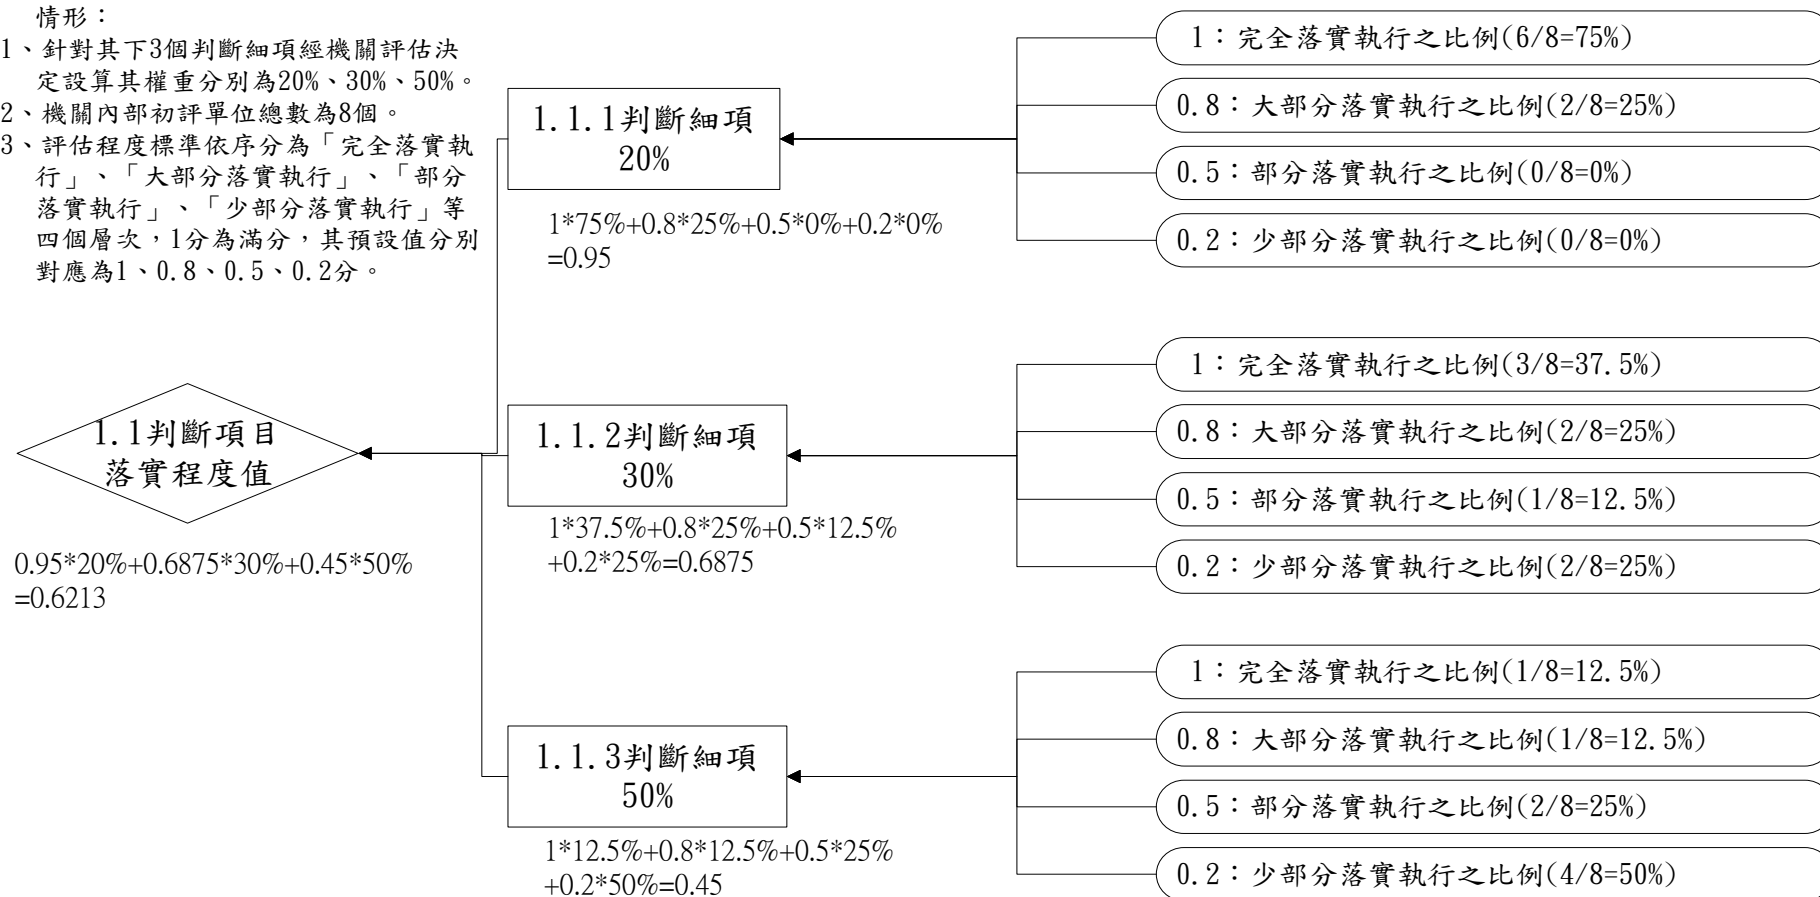 情形：
1、針對其下3個判斷細項經機關評估決
定設算其權重分別為20%、30%、50%。
2、機關內部初評單位總數為8個。
3、評估程度標準依序分為「完全落實執
行」、「大部分落實執行」、「部分
落實執行」、「少部分落實執行」等
四個層次，1分為滿分，其預設值分別
對應為1、0.8、0.5、0.2分。
1.1判斷項目
落實程度值
0.95*20%+0.6875*30%+0.45*50%
=0.6213
1.1.1判斷細項
20%
1*75%+0.8*25%+0.5*0%+0.2*0%
=0.95
1：完全落實執行之比例(6/8=75%)
0.8：大部分落實執行之比例(2/8=25%)
0.5：部分落實執行之比例(0/8=0%)
0.2：少部分落實執行之比例(0/8=0%)
1.1.2判斷細項
30%
1*37.5%+0.8*25%+0.5*12.5%
+0.2*25%=0.6875
1：完全落實執行之比例(3/8=37.5%)
0.8：大部分落實執行之比例(2/8=25%)
0.5：部分落實執行之比例(1/8=12.5%)
0.2：少部分落實執行之比例(2/8=25%)
1.1.3判斷細項
50%
1*12.5%+0.8*12.5%+0.5*25%
+0.2*50%=0.45
1：完全落實執行之比例(1/8=12.5%)
0.8：大部分落實執行之比例(1/8=12.5%)
0.5：部分落實執行之比例(2/8=25%)
0.2：少部分落實執行之比例(4/8=50%)